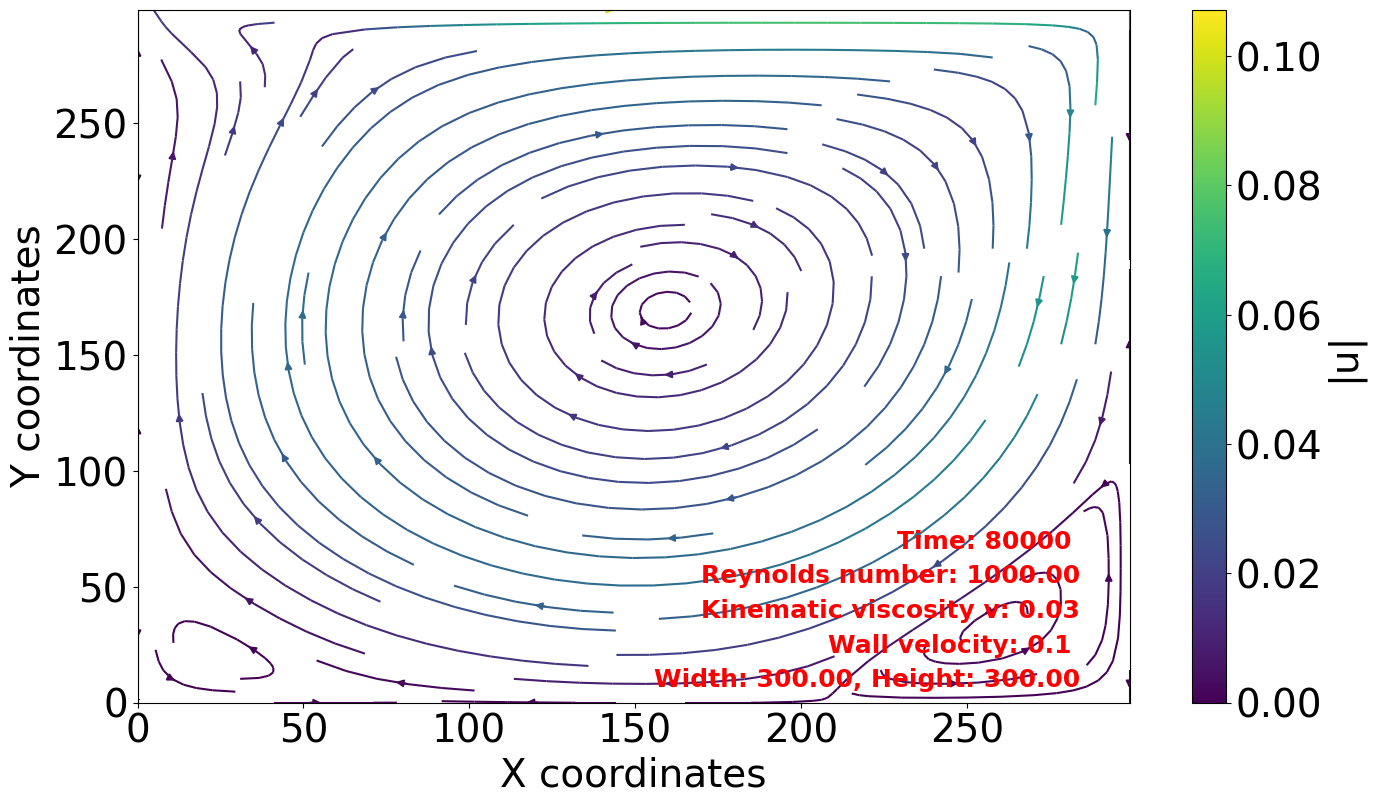 0.10
250
0.08
200
Y coordinates
0.06
150
|u|
100
0.04
Time: 80000
Reynolds number: 1000.00
50
0.02
Kinematic viscosity v: 0.03
Wall velocity: 0.1
Width: 300.00, Height: 300.00
0
0.00
0 50 100 150 200 250
X coordinates